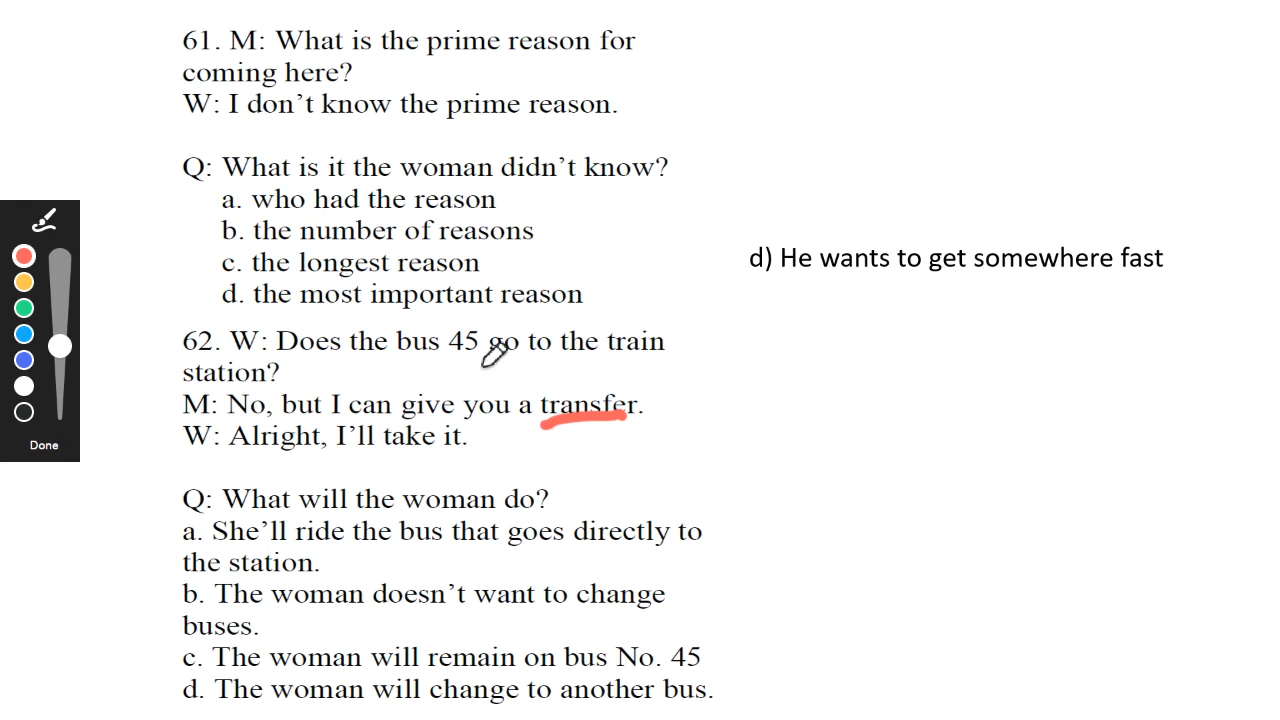 61. M: What is the prime reason for
coming here?
W: I don’t know the prime reason.
Q: What is it the woman didn’t know?
a. who had the reason
b. the number of reasons
c. the longest reason
d. the most important reason
62. W: Does the bus 45 go to the train
station?
M: No, but I can give you a transfer.
W: Alright, I’ll take it.
Q: What will the woman do?
a. She’ll ride the bus that goes directly to
the station.
b. The woman doesn’t want to change
buses.
c. The woman will remain on bus No. 45
d. The woman will change to another bus.
d) He wants to get somewhere fast
Done